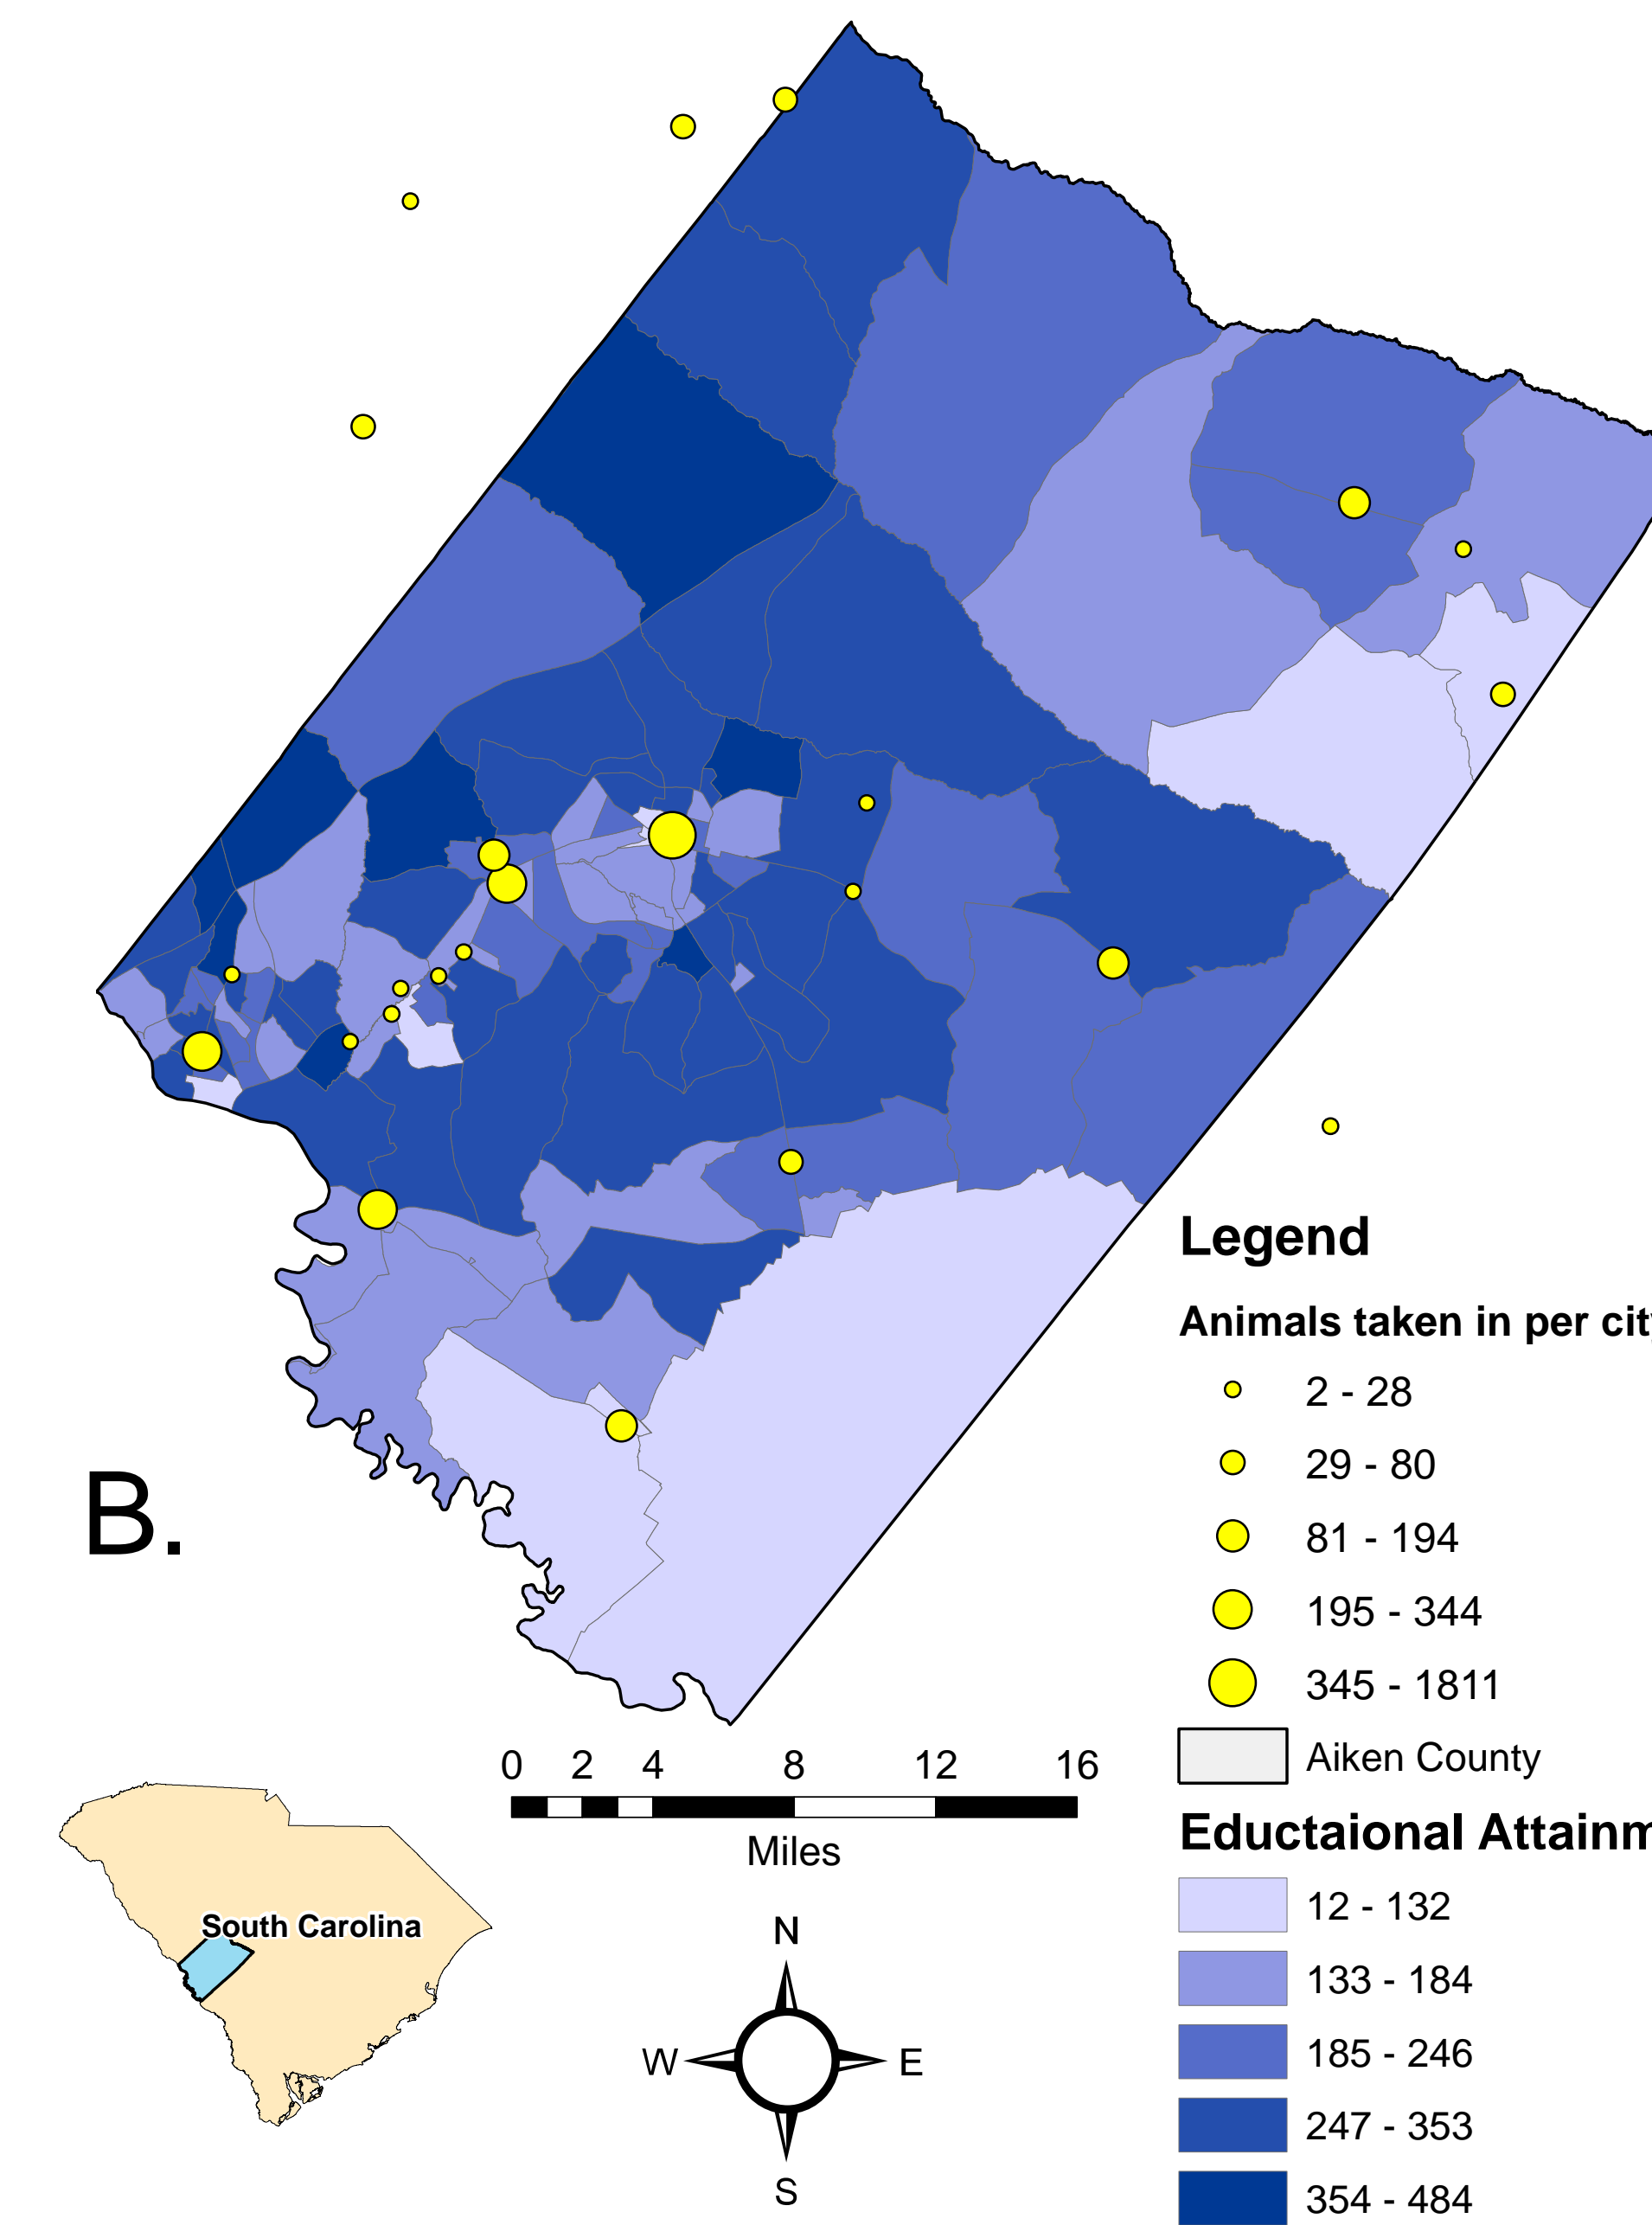 Legend
Animals taken in per cit
2 - 28
29 - 80
81 - 194
195 - 344
345 - 1811
Aiken County
Eductaional Attainm
12 - 132
133 - 184
185 - 246
247 - 353
354 - 484
B.
0 2 4 8 12 16
Miles
South Carolina
N
W E
S